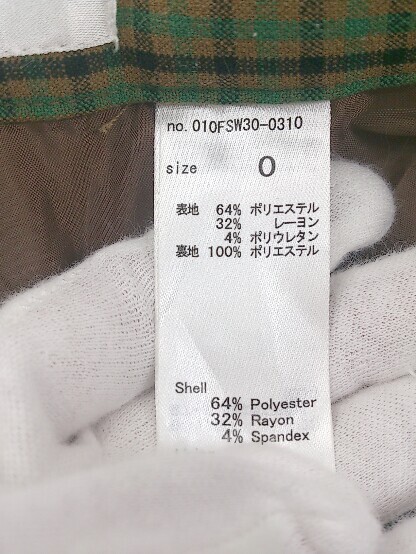 no. 010FSW30-0310
size 0
表地 64% ポリエステル
32% レーヨン
4% ポリウレタン
裏地 100% ポリエステル
Shell
64% Polyester
32% Rayon
4% Spandex